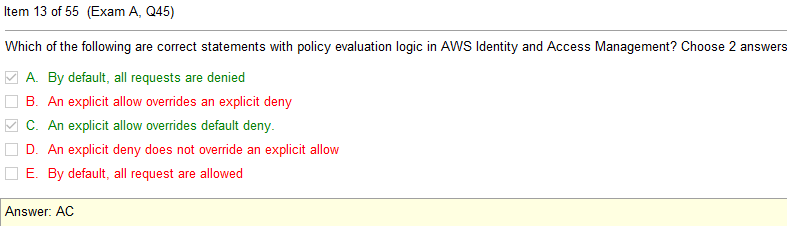 Item 13 of 55 (Exam A, Q45)
Which of the following are correct statements with policy evaluation logic in AWS Identity and Access Management? Choose 2 answers
A. By default, all requests are denied
B. An explicit allow overrides an explicit deny
C. An explicit allow overrides default deny.
D. An explicit deny does not override an explicit allow
E. By default, all request are allowed
Answer: AC